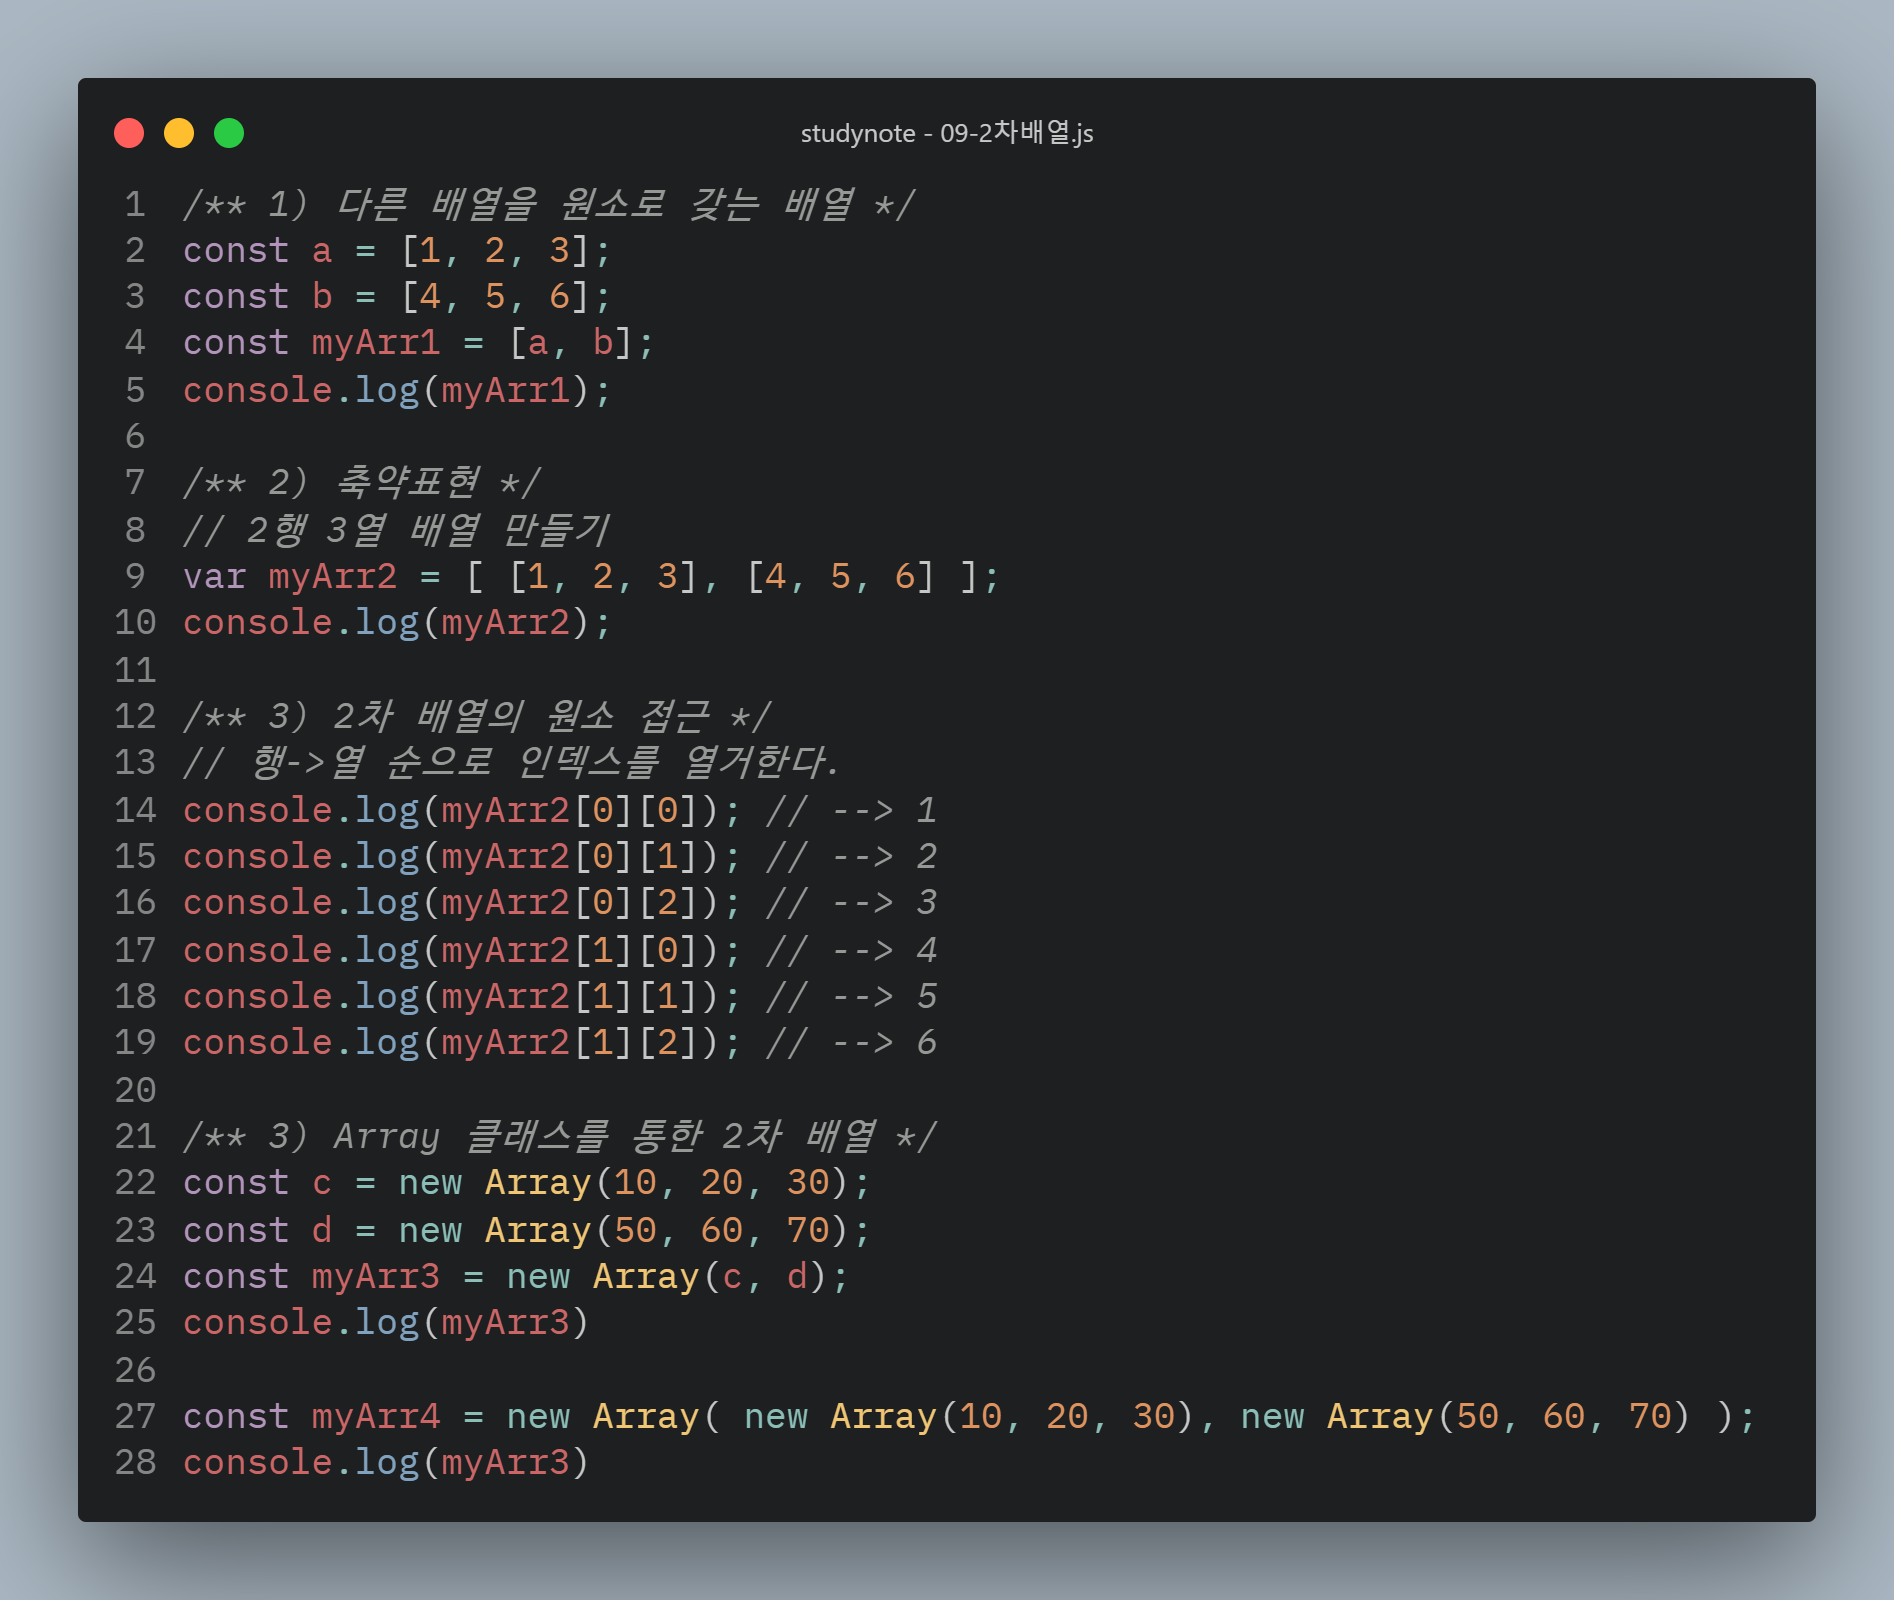 studynote - 09-2차배열.js
1 /** 1) 다른 배열을 원소로 갖는 배열 */
2 const a = [1, 2, 3];
3 const b = [4, 5, 6];
4 const myArr1 = [a, b];
5 console.log(myArr1);
6
7 /** 2) 축약표현 */
8 // 2행 3열 배열 만들기
9 var myArr2 = [ [1, 2, 3], [4, 5, 6] ];
10 console.log(myArr2);
11
12 /** 3) 2차 배열의 원소 접근 */
13 // 행->열 순으로 인덱스를 열거한다.
14 console.log(myArr2[0][0]); // --> 1
15 console.log(myArr2[0][1]); // --> 2
16 console.log(myArr2[0][2]); // --> 3
17 console.log(myArr2[1][0]); // --> 4
18 console.log(myArr2[1][1]); // --> 5
19 console.log(myArr2[1][2]); // --> 6
20
21 /** 3) Array 클래스를 통한 2차 배열 */
22 const c = new Array(10, 20, 30);
23 const d = new Array(50, 60, 70);
24 const myArr3 = new Array(c, d);
25 console.log(myArr3)
26
27 const myArr4 = new Array( new Array(10, 20, 30), new Array(50, 60, 70) );
28 console.log(myArr3)